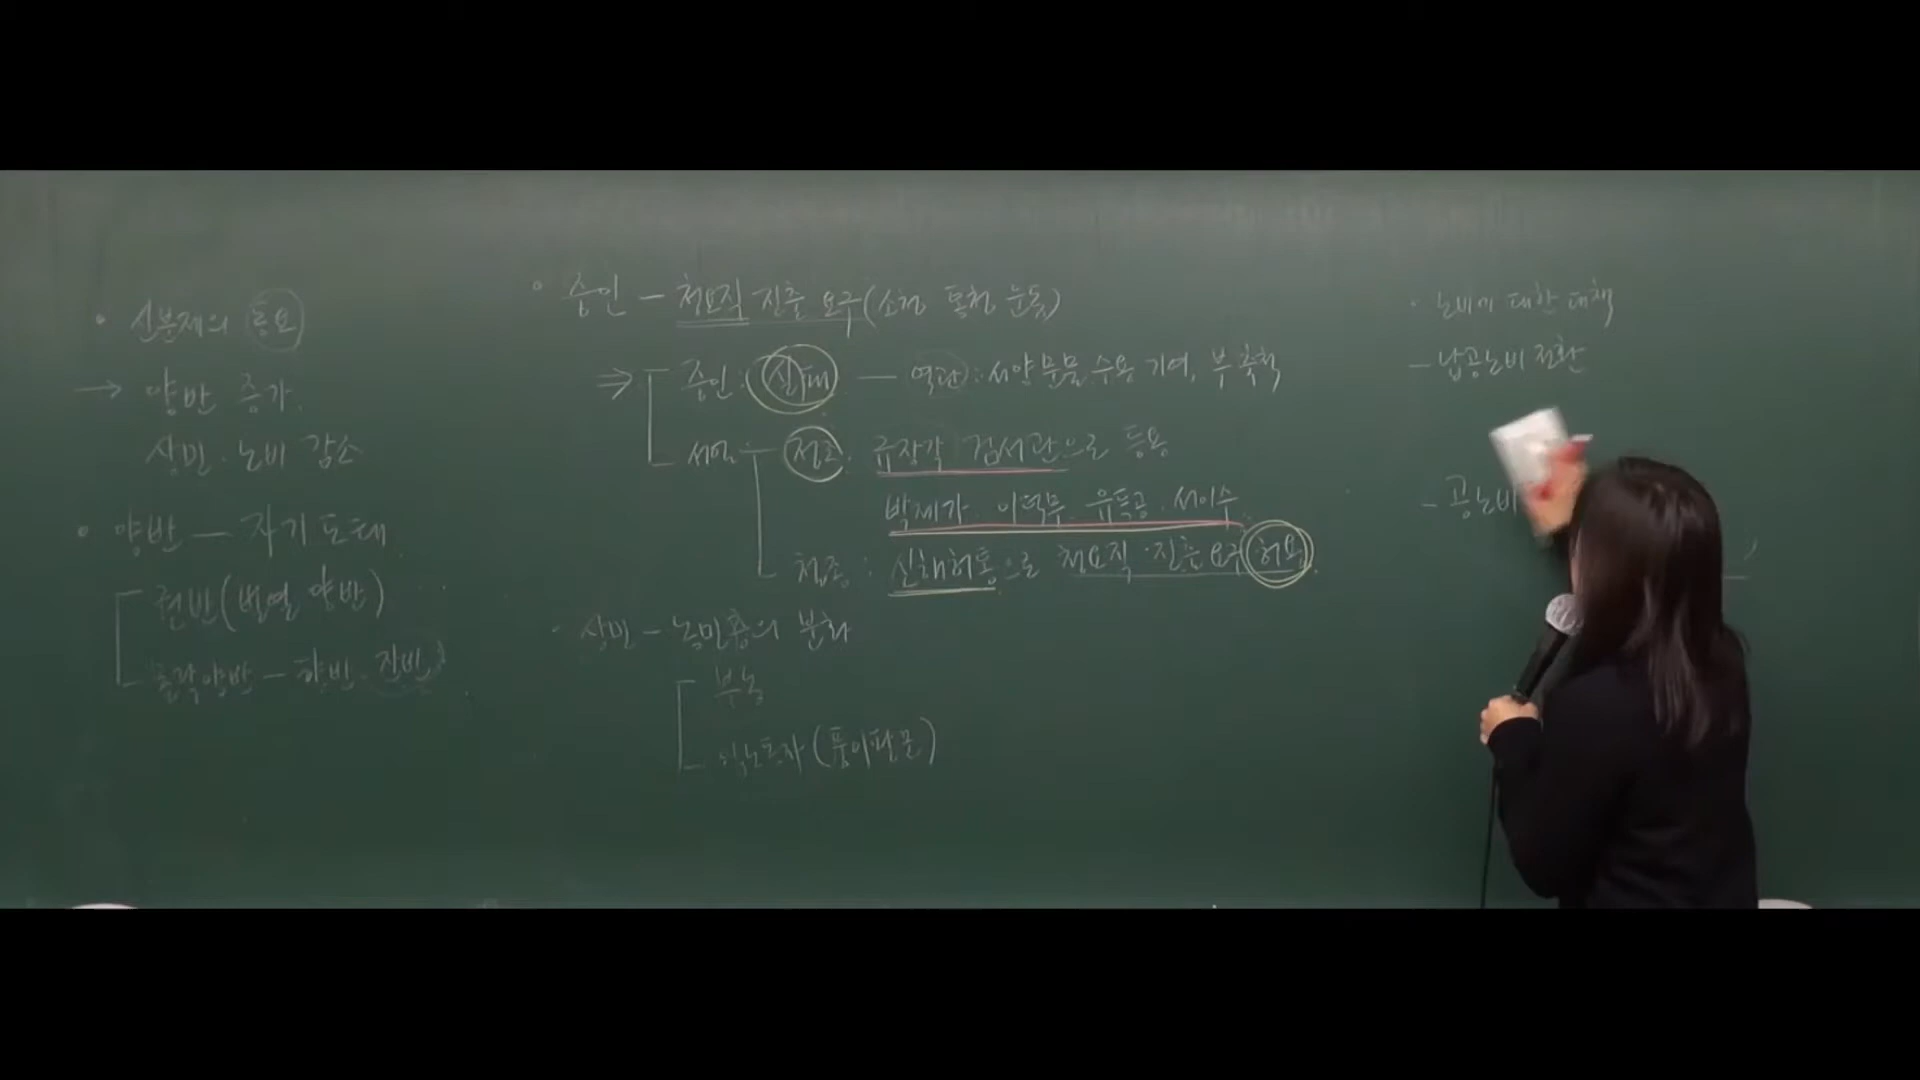 • 신분제의 동요
→ 양반 증가.
상민·노비 감소
• 양반 — 자기 도태
권반(벌열 양반)
몰락양반 — 향반·잔반
• 중인 — 청요직 진출 요구(소청 통청 운동)
⇒ 중인: 실패 — 역관: 서양 문물 수용 기여, 부 축적
서얼 정조: 규장각 검서관으로 등용
박제가. 이덕무. 유득공. 서이수.
철종: 신해허통으로 청요직·진출 요구 허용.
· 상민 — 농민층의 분화
부농
임노동자(품이팔꾼)
· 노비에 대한 대책
— 납공노비 전환
— 공노비